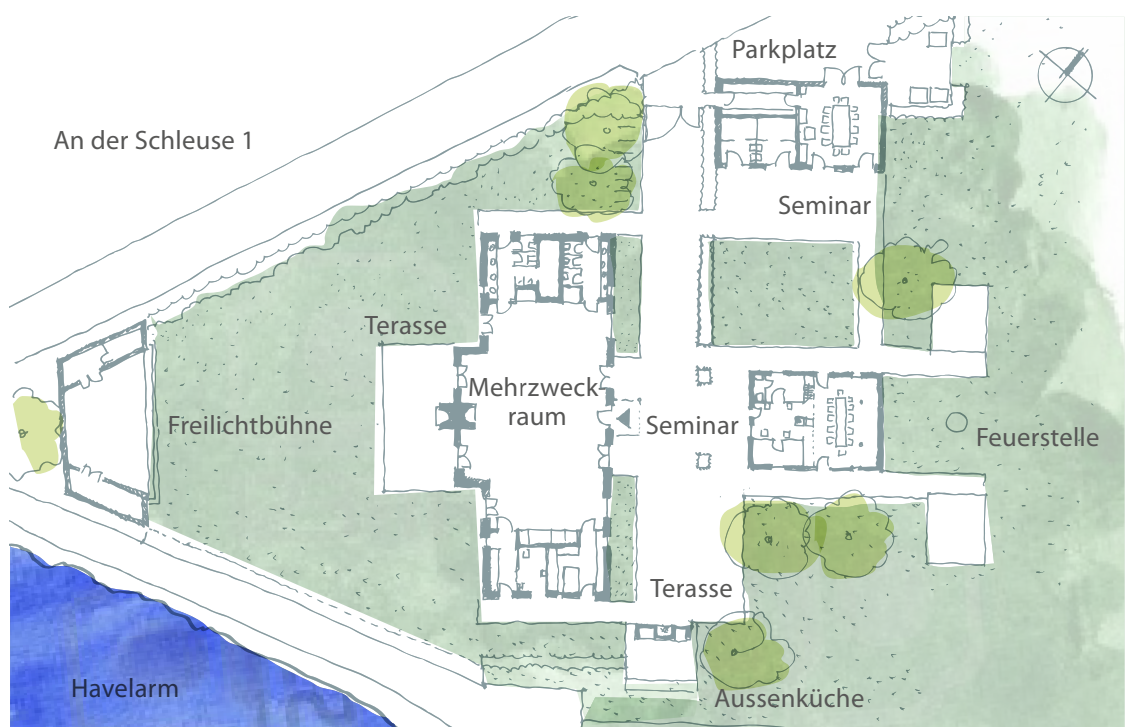 Parkplatz
An der Schleuse 1
Seminar
Terasse
Mehrzweck
raum
Freilichtbühne
Seminar
Feuerstelle
Terasse
Havelarm
Aussenküche